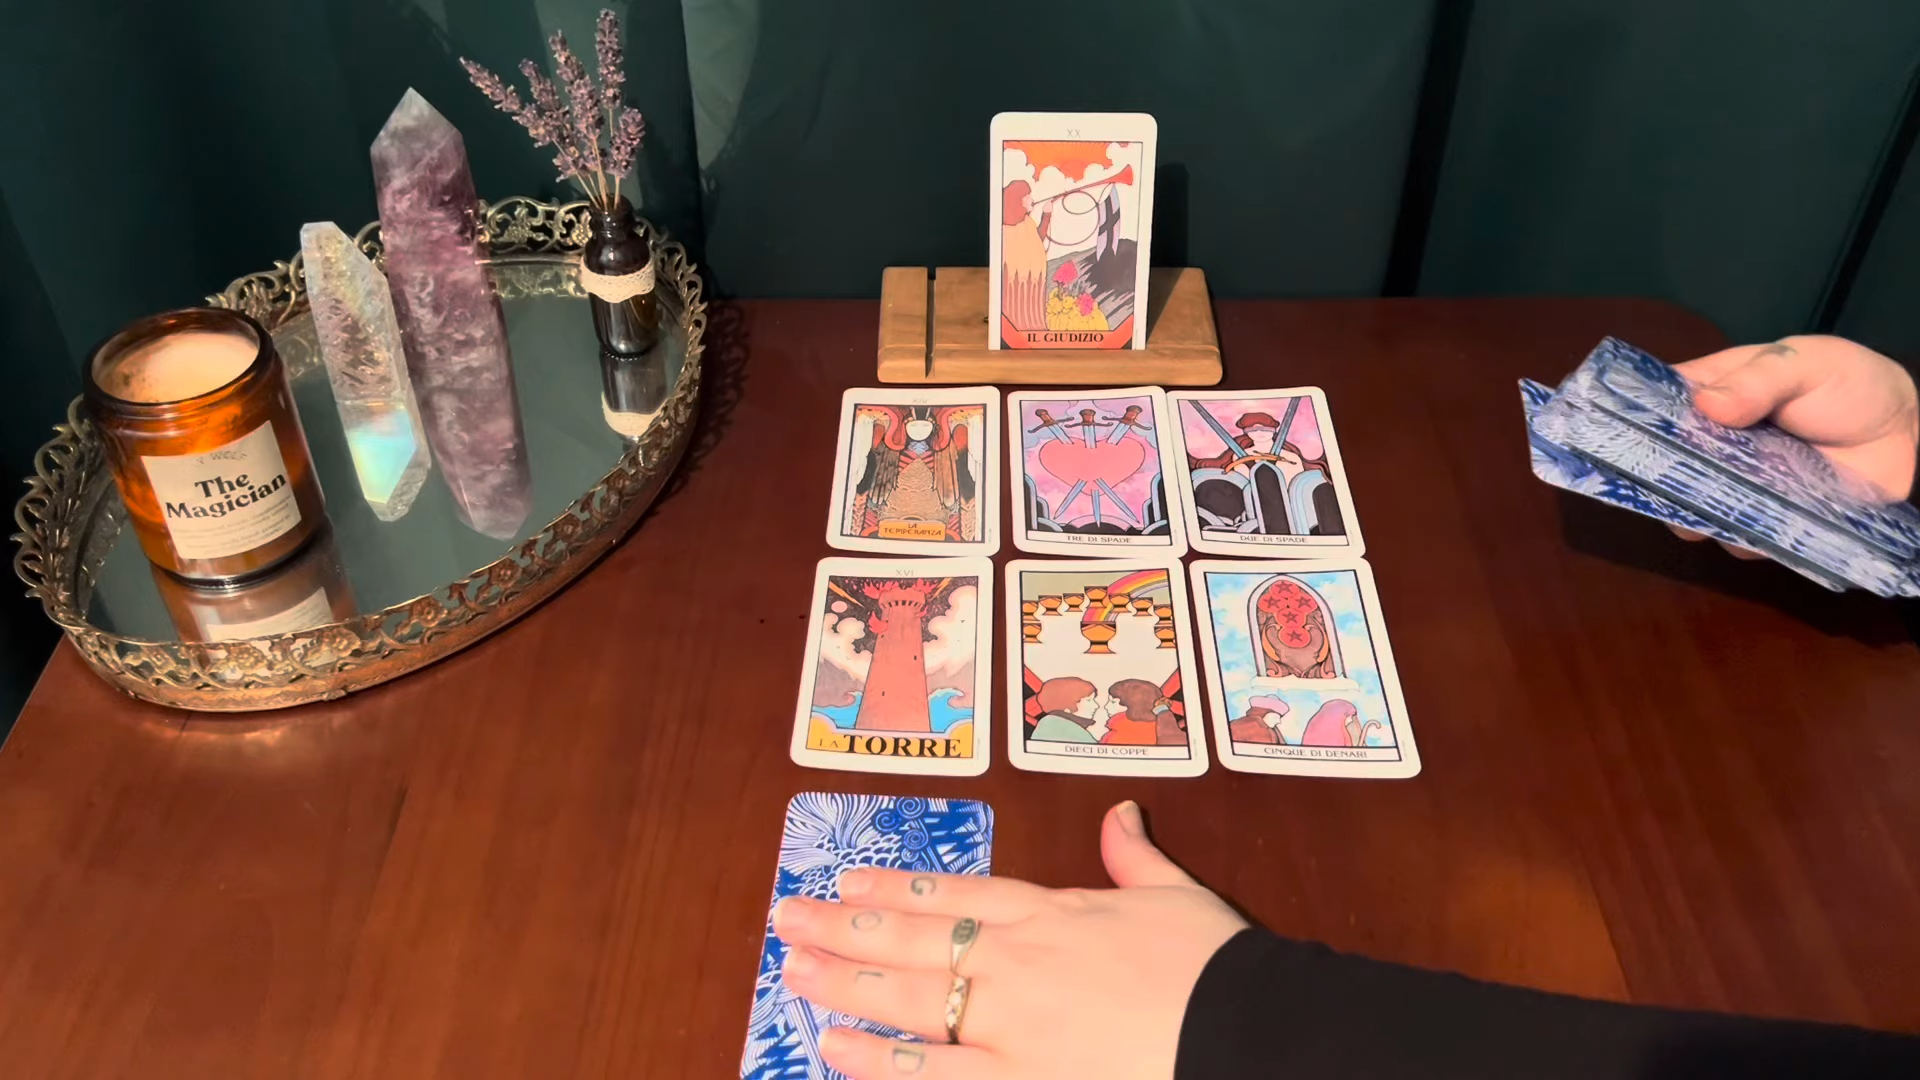 The
Magician
XX
IL GIUDIZIO
XIV
LA
TEMPERANZA
TRE DI SPADE
DUE DI SPADE
XVI
LA TORRE
DIECI DI COPPE
CINQUE DI DENARI
G
O
L
D